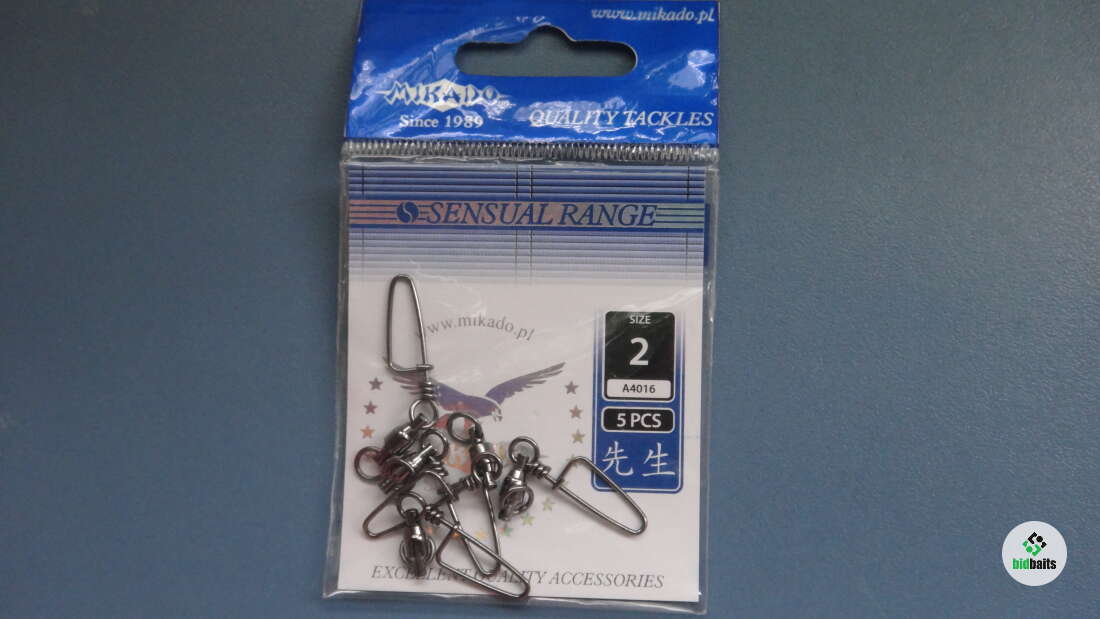 www.mikado.pl
MIKADO
Since 1989
QUALITY TACKLES
SENSUAL RANGE
www.mikado.pl
SIZE
2
A4016
5 PCS
先生
EXCELLENT QUALITY ACCESSORIES
bidbaits